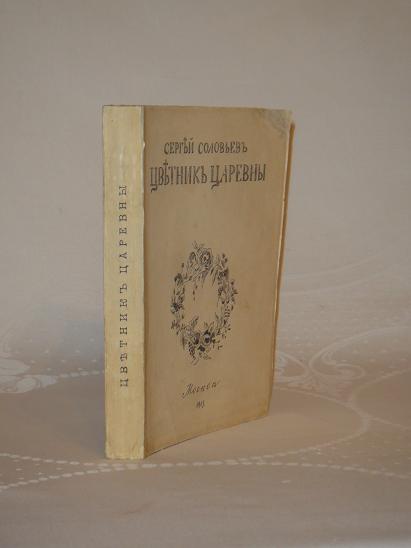 СЕРГѢЙ СОЛОВЬЕВЪ
ЦВѢТНИКЪ ЦАРЕВНЫ
Москва
1913.
ЦВѢТНИКЪ ЦАРЕВНЫ